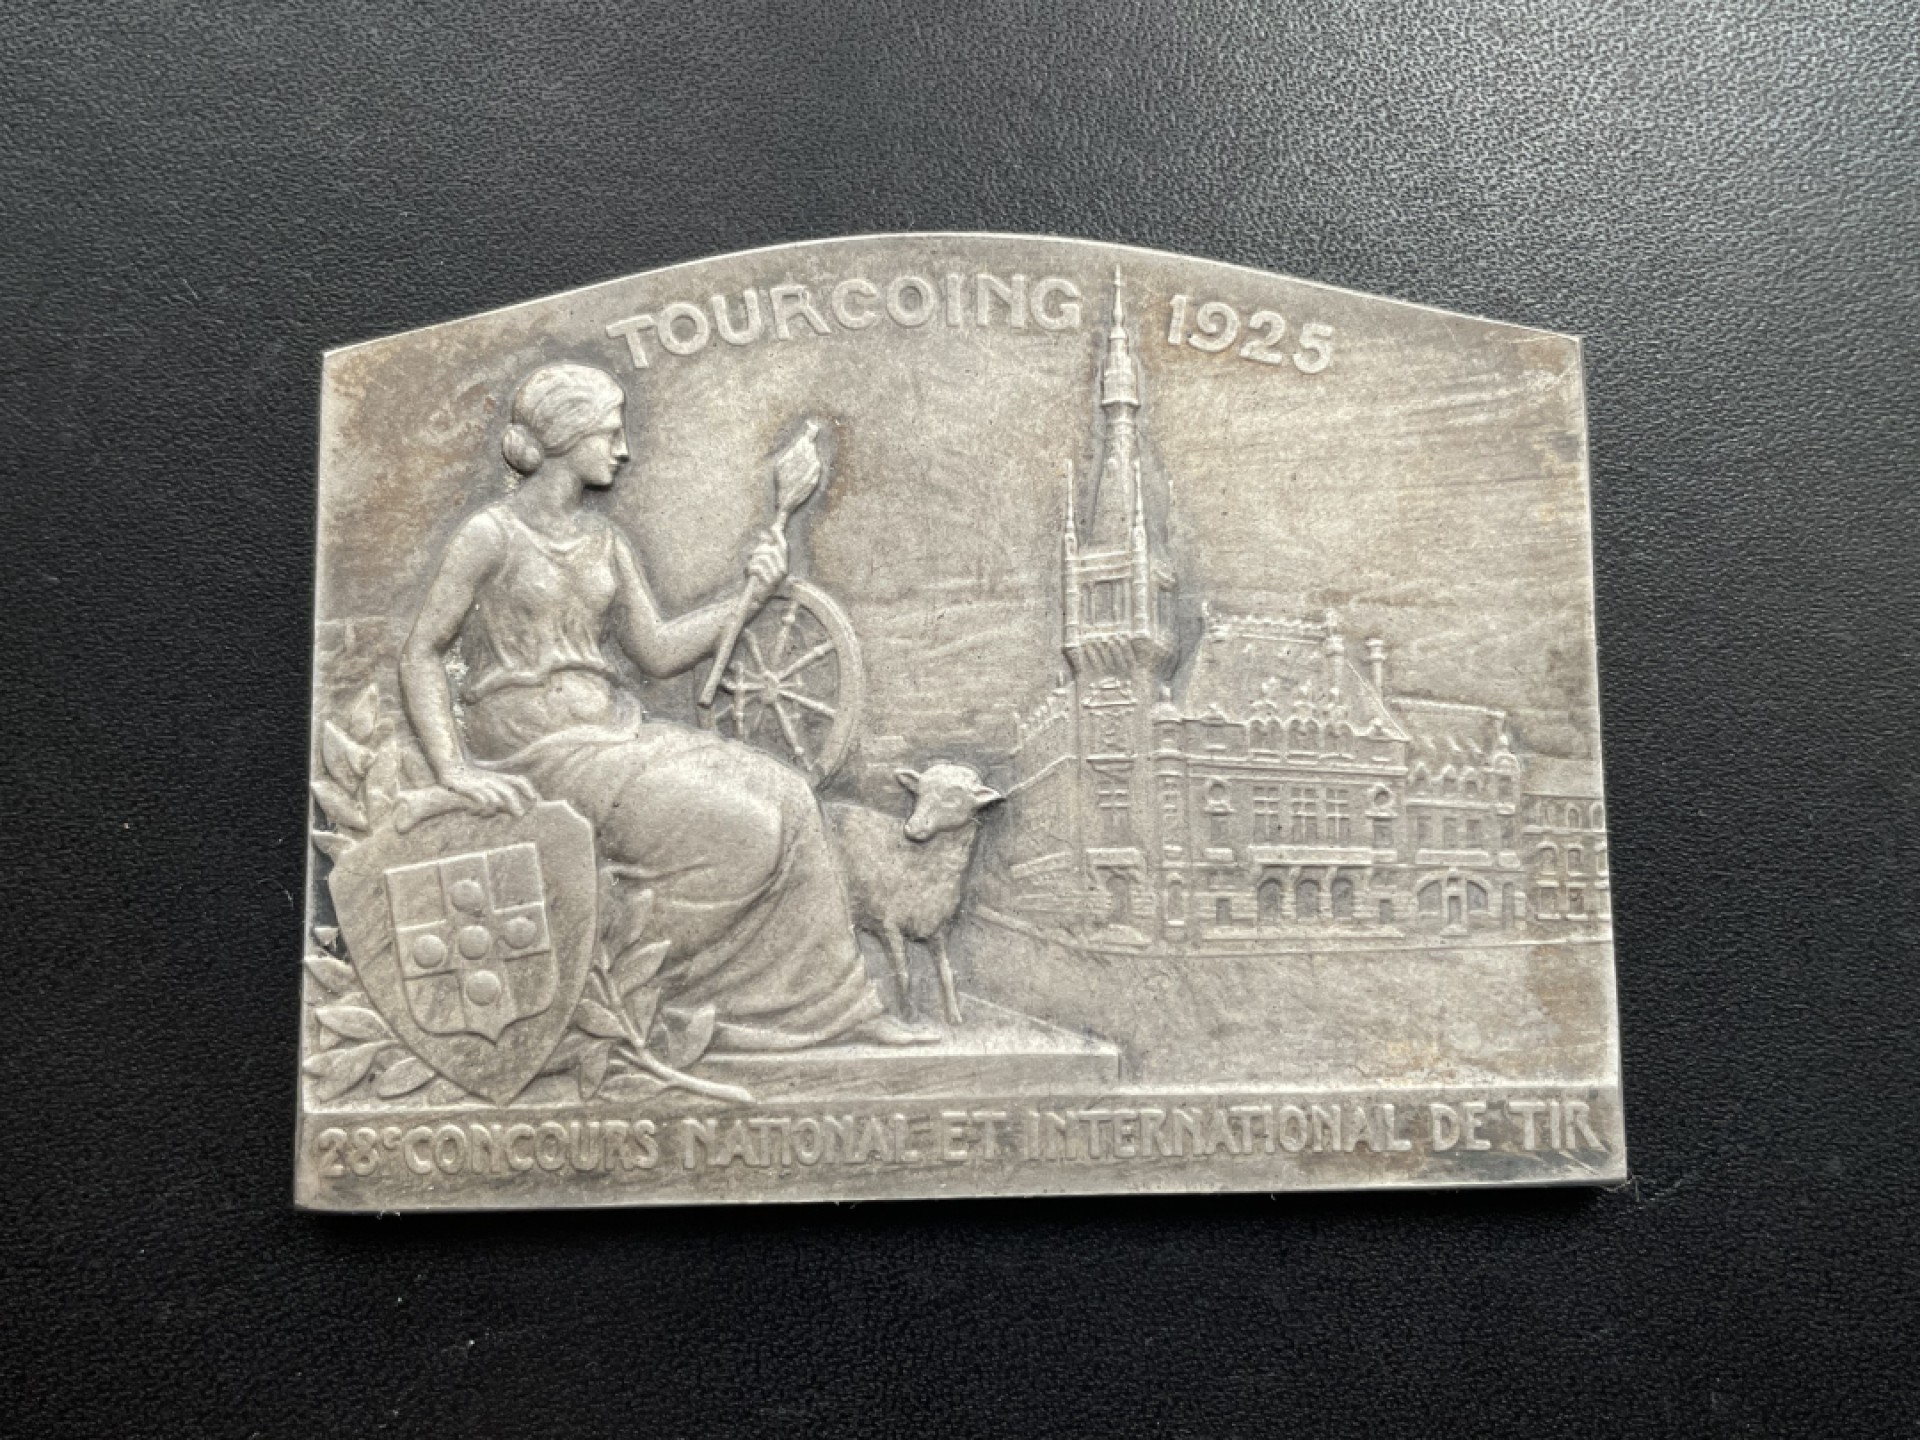 TOURCOING 1925
28e CONCOURS NATIONAL ET INTERNATIONAL DE TIR